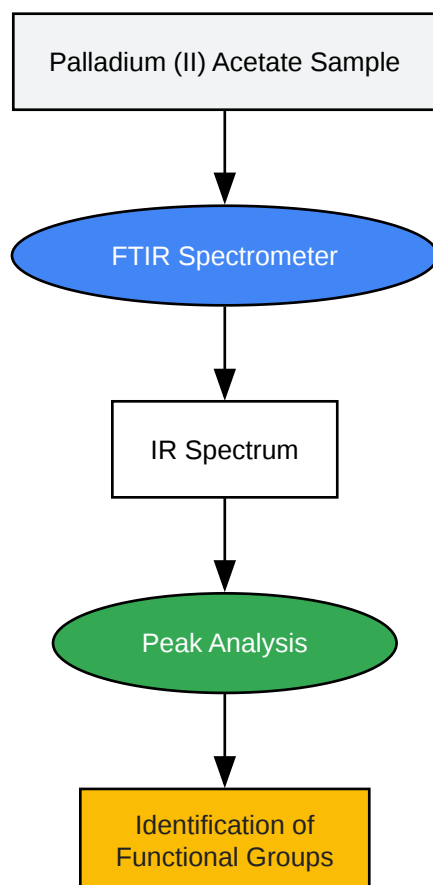 Palladium (II) Acetate Sample
FTIR Spectrometer
IR Spectrum
Peak Analysis
Identification of
Functional Groups